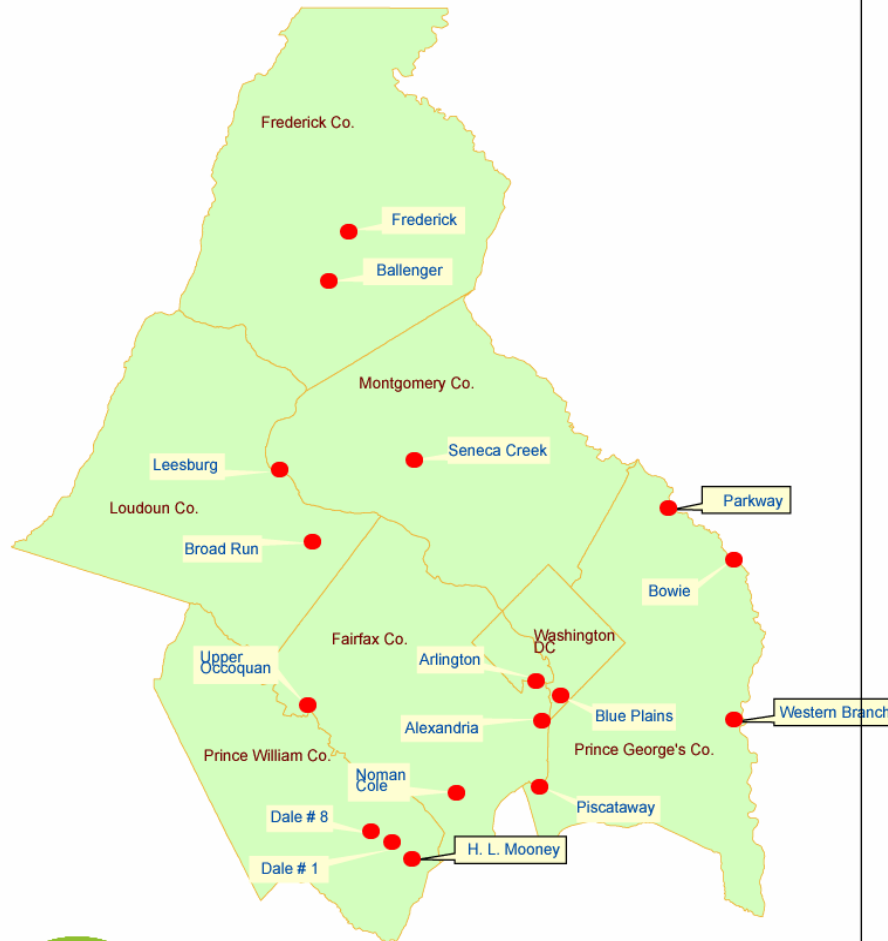 Frederick Co.
Frederick
Ballenger
Montgomery Co.
Seneca Creek
Leesburg
Parkway
Loudoun Co.
Broad Run
Bowie
Fairfax Co.
Washington
DC
Upper
Occoquan
Arlington
Blue Plains
Western Branch
Alexandria
Prince George's Co.
Prince William Co.
Noman
Cole
Piscataway
Dale # 8
H. L. Mooney
Dale # 1